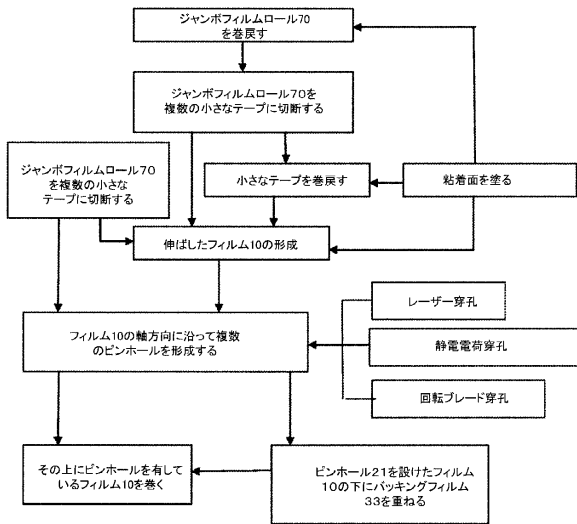 ジャンボフィルムロール70
を巻戻す
ジャンボフィルムロール70を
複数の小さなテープに切断する
ジャンボフィルムロール70
を複数の小さな
テープに切断する
小さなテープを巻戻す
粘着面を塗る
伸ばしたフィルム10の形成
レーザー穿孔
フィルム10の軸方向に沿って複数
のピンホールを形成する
静電電荷穿孔
回転ブレード穿孔
その上にピンホールを有して
いるフィルム10を巻く
ピンホール21を設けたフィルム
10の下にバッキングフィルム
33を重ねる